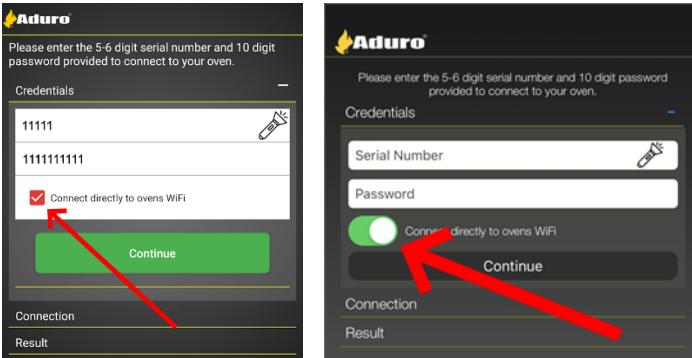 Aduro
Please enter the 5-6 digit serial number and 10 digit
password provided to connect to your oven.
Credentials
11111
1111111111
Connect directly to ovens WiFi
Continue
Connection
Result
Aduro
Please enter the 5-6 digit serial number and 10 digit password
provided to connect to your oven.
Credentials
Serial Number
Password
Connect directly to ovens WiFi
Continue
Connection
Result